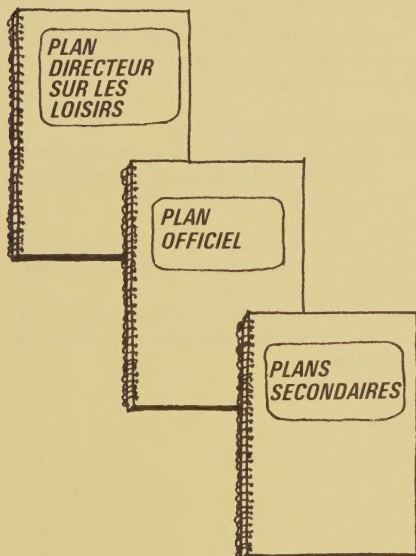 PLAN
DIRECTEUR
SUR LES
LOISIRS
PLAN
OFFICIEL
PLANS
SECONDAIRES